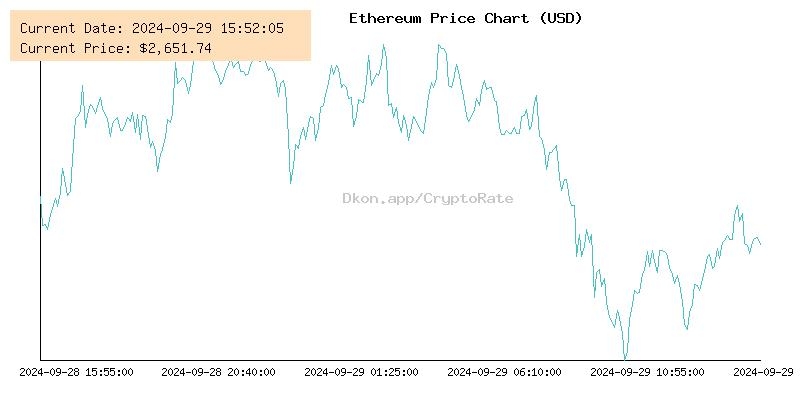 Ethereum Price Chart (USD)
Current Date: 2024-09-29 15:52:05
Current Price: $2,651.74
Dkon.app/CryptoRate
2024-09-28 15:55:00
2024-09-28 20:40:00
2024-09-29 01:25:00
2024-09-29 06:10:00
2024-09-29 10:55:00
2024-09-29